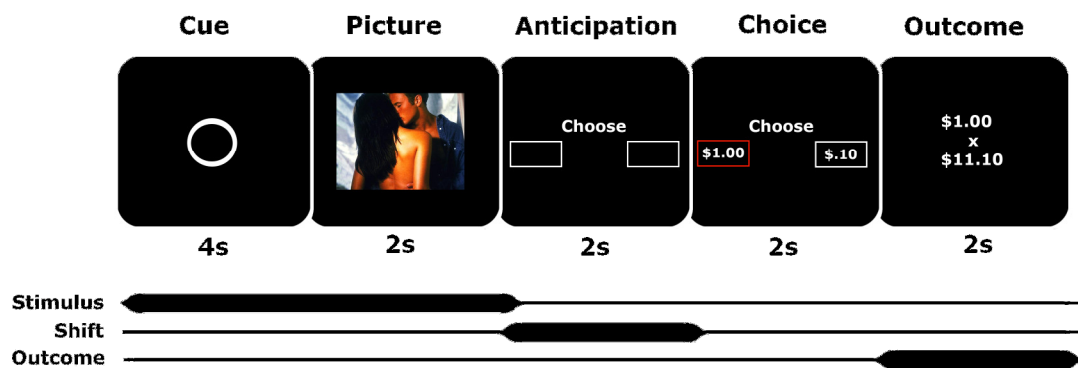 Cue Picture Anticipation Choice Outcome
Choose Choose $1.00
$1.00 $.10 x
$11.10
4s 2s 2s 2s 2s
Stimulus
Shift
Outcome